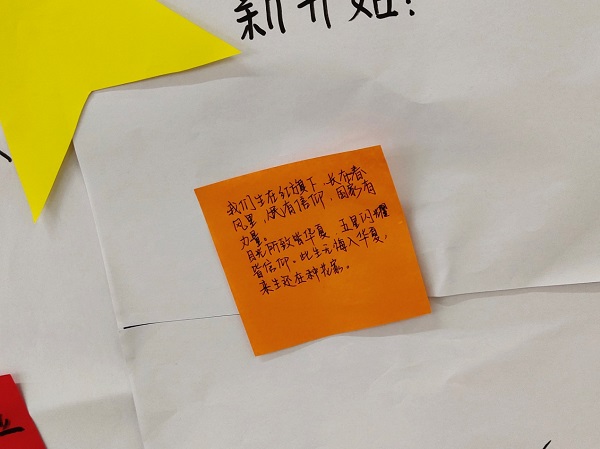 新开始!
我们生在红旗下,长在春
风里,人民有信仰,国家有
力量。
目光所致皆华夏 五星闪耀
皆信仰。此生无悔入华夏,
来生还在种花家。